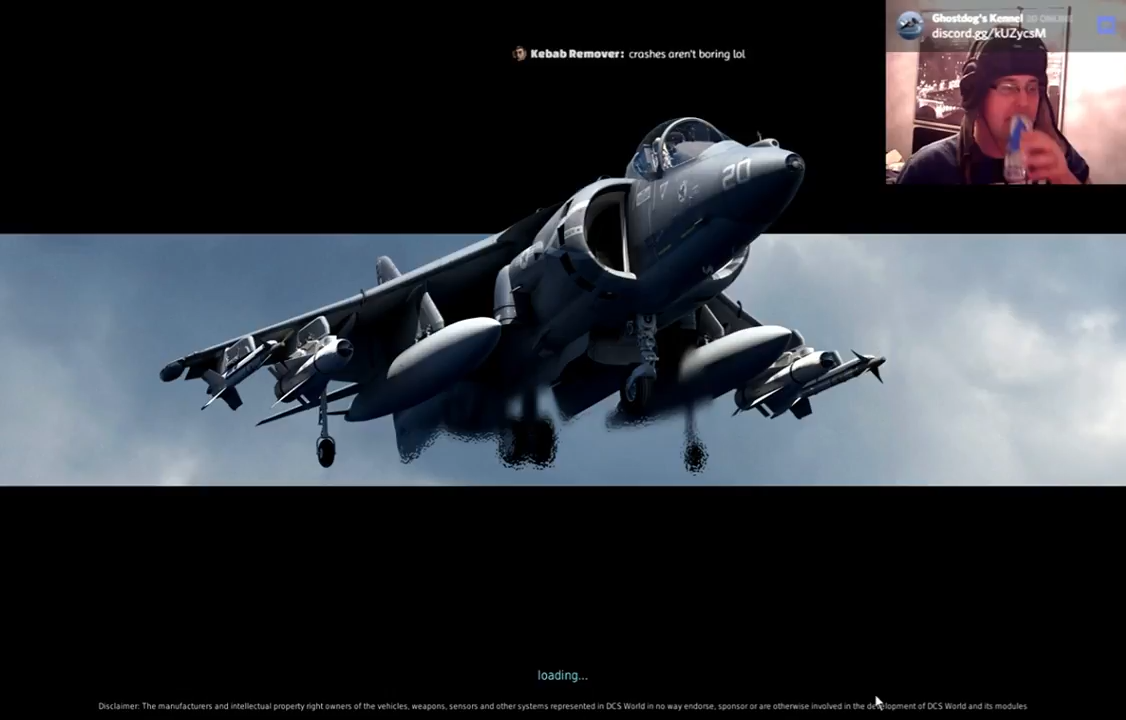 Ghostdog's Kennel 20 ONLINE
discord.gg/kUZycsM
Kebab Remover: crashes aren't boring lol
20
loading...
Disclaimer: The manufacturers and intellectual property right owners of the vehicles, weapons, sensors and other systems represented in DCS World in no way endorse, sponsor or are otherwise involved in the development of DCS World and its modules